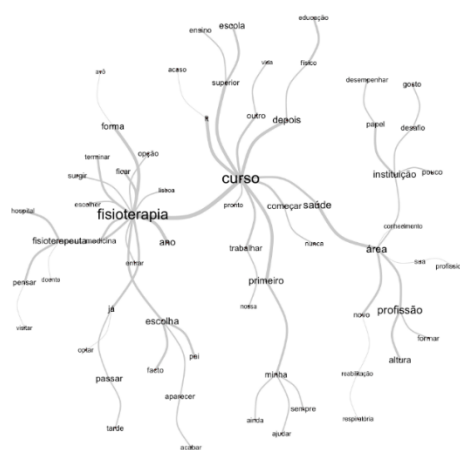 educação
ensino
escola
acaso
superior
vira
físico
avó
outro
depois
desempenhar
gosto
forma
papel
desafio
terminar
opção
surgir
ficar
curso
instituição
pouco
escolher
lisboa
pronto
começar
saúde
fisioterapia
conhecimento
hospital
fisioterapeuta
medicina
ano
trabalhar
nunca
área
sua
profissio
entrar
pensar
doente
primeiro
novo
profissão
visitar
já
escolha
nossa
formar
optar
facto
pai
minha
reabilitação
altura
passar
aparecer
ainda
sempre
tarde
acabar
ajudar
respiratória